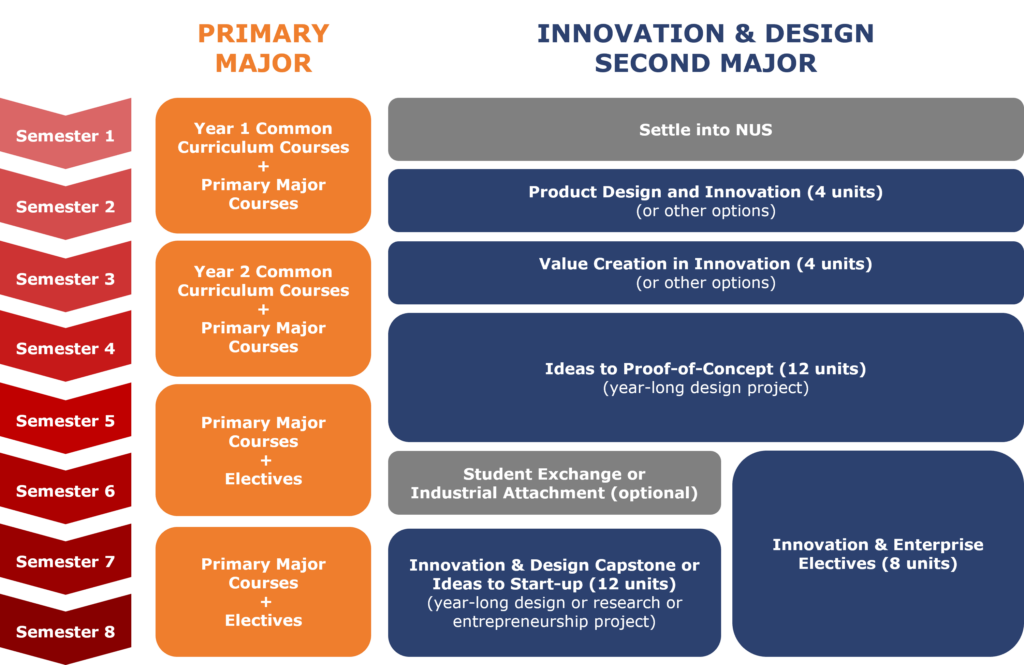 PRIMARY
MAJOR
INNOVATION & DESIGN
SECOND MAJOR
Semester 1
Year 1 Common
Curriculum Courses
+
Primary Major
Courses
Settle into NUS
Semester 2
Product Design and Innovation (4 units)
(or other options)
Semester 3
Year 2 Common
Curriculum Courses
+
Primary Major
Courses
Value Creation in Innovation (4 units)
(or other options)
Semester 4
Ideas to Proof-of-Concept (12 units)
(year-long design project)
Semester 5
Primary Major
Courses
+
Electives
Semester 6
Student Exchange or
Industrial Attachment (optional)
Innovation & Enterprise
Electives (8 units)
Semester 7
Primary Major
Courses
+
Electives
Innovation & Design Capstone or
Ideas to Start-up (12 units)
(year-long design or research or
entrepreneurship project)
Semester 8